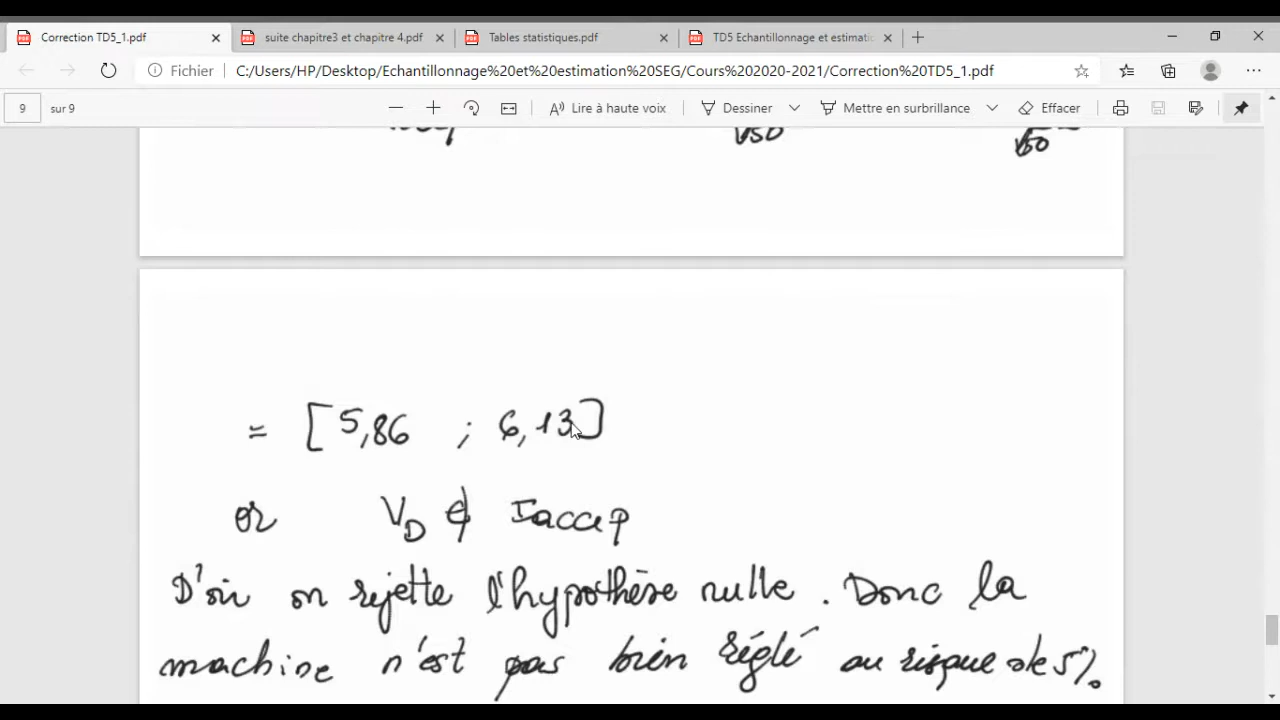 Correction TD5_1.pdf
suite chapitre3 et chapitre 4.pdf
Tables statistiques.pdf
TD5 Echantillonnage et estimatic
Fichier
C:/Users/HP/Desktop/Echantillonnage%20et%20estimation%20SEG/Cours%202020-2021/Correction%20TD5_1.pdf
9 sur 9
Lire à haute voix
Dessiner
Mettre en surbrillance
Effacer
√50 √50
= [5,86 ; 6,13]
or V_D ∉ Iaccep
D'où on rejette l'hypothèse nulle. Donc la
machine n'est pas bien réglé au risque de 5%.